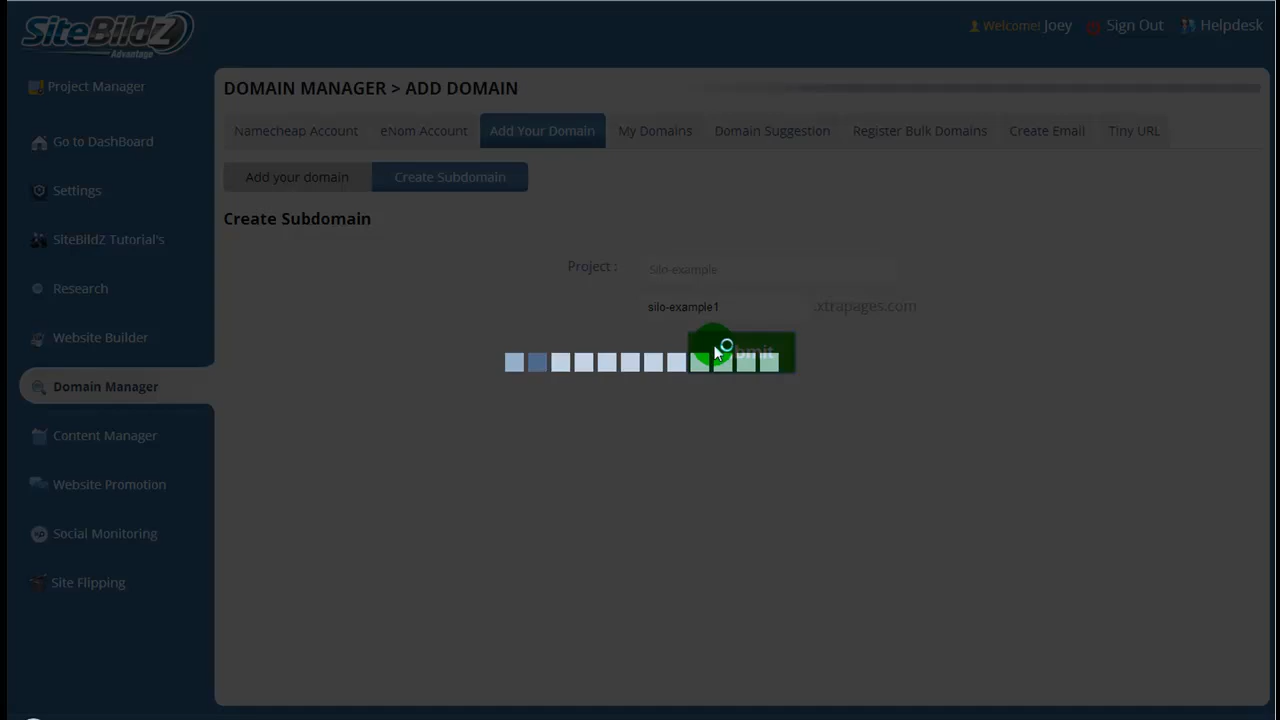 SiteBildZ
Advantage
Welcome! Joey
Sign Out
Helpdesk
Project Manager
Go to DashBoard
Settings
SiteBildZ Tutorial's
Research
Website Builder
Domain Manager
Content Manager
Website Promotion
Social Monitoring
Site Flipping
DOMAIN MANAGER > ADD DOMAIN
Namecheap Account
eNom Account
Add Your Domain
My Domains
Domain Suggestion
Register Bulk Domains
Create Email
Tiny URL
Add your domain
Create Subdomain
Create Subdomain
Project : Silo-example
silo-example1 .xtrapages.com